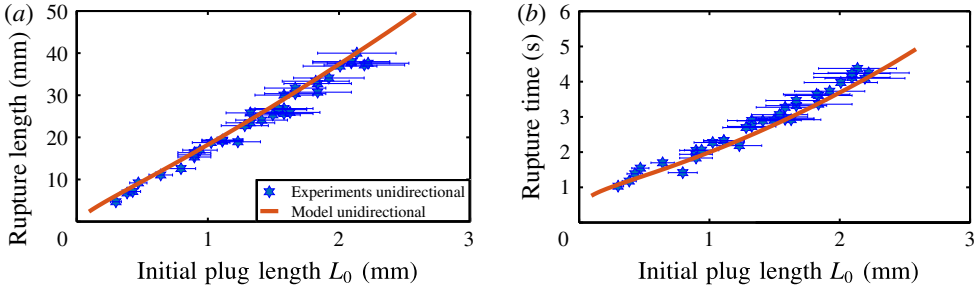 (a)
50
40
30
20
10
0
1
2
3
Rupture length (mm)
Initial plug length L0 (mm)
Experiments unidirectional
Model unidirectional
(b)
6
5
4
3
2
1
0
1
2
3
Rupture time (s)
Initial plug length L0 (mm)